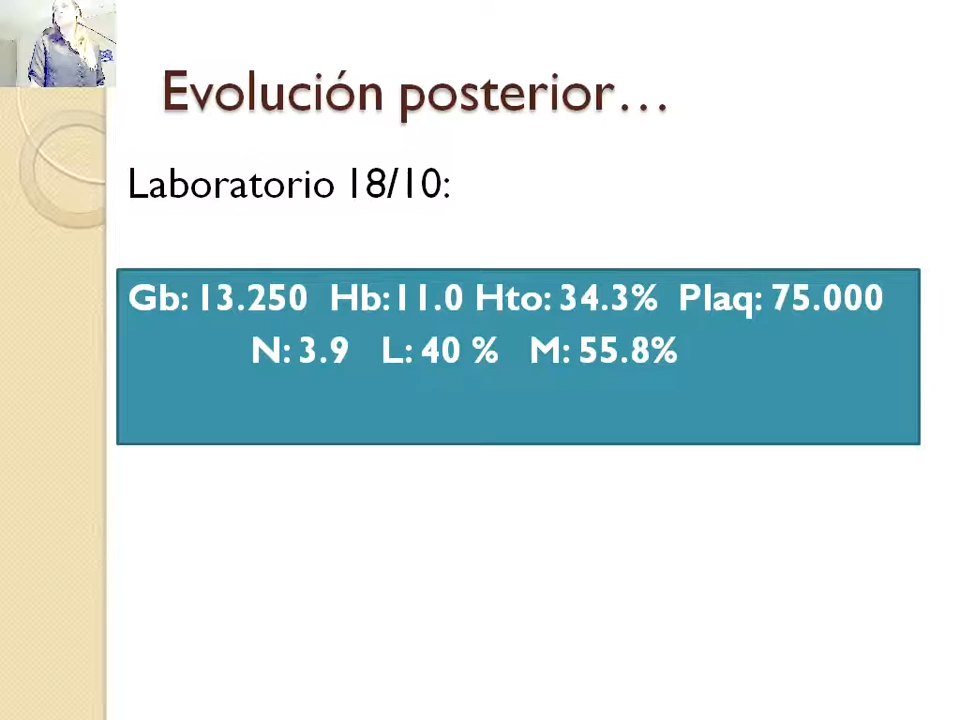 Evolución posterior…
Laboratorio 18/10:
Gb: 13.250 Hb:11.0 Hto: 34.3% Plaq: 75.000
N: 3.9 L: 40 % M: 55.8%